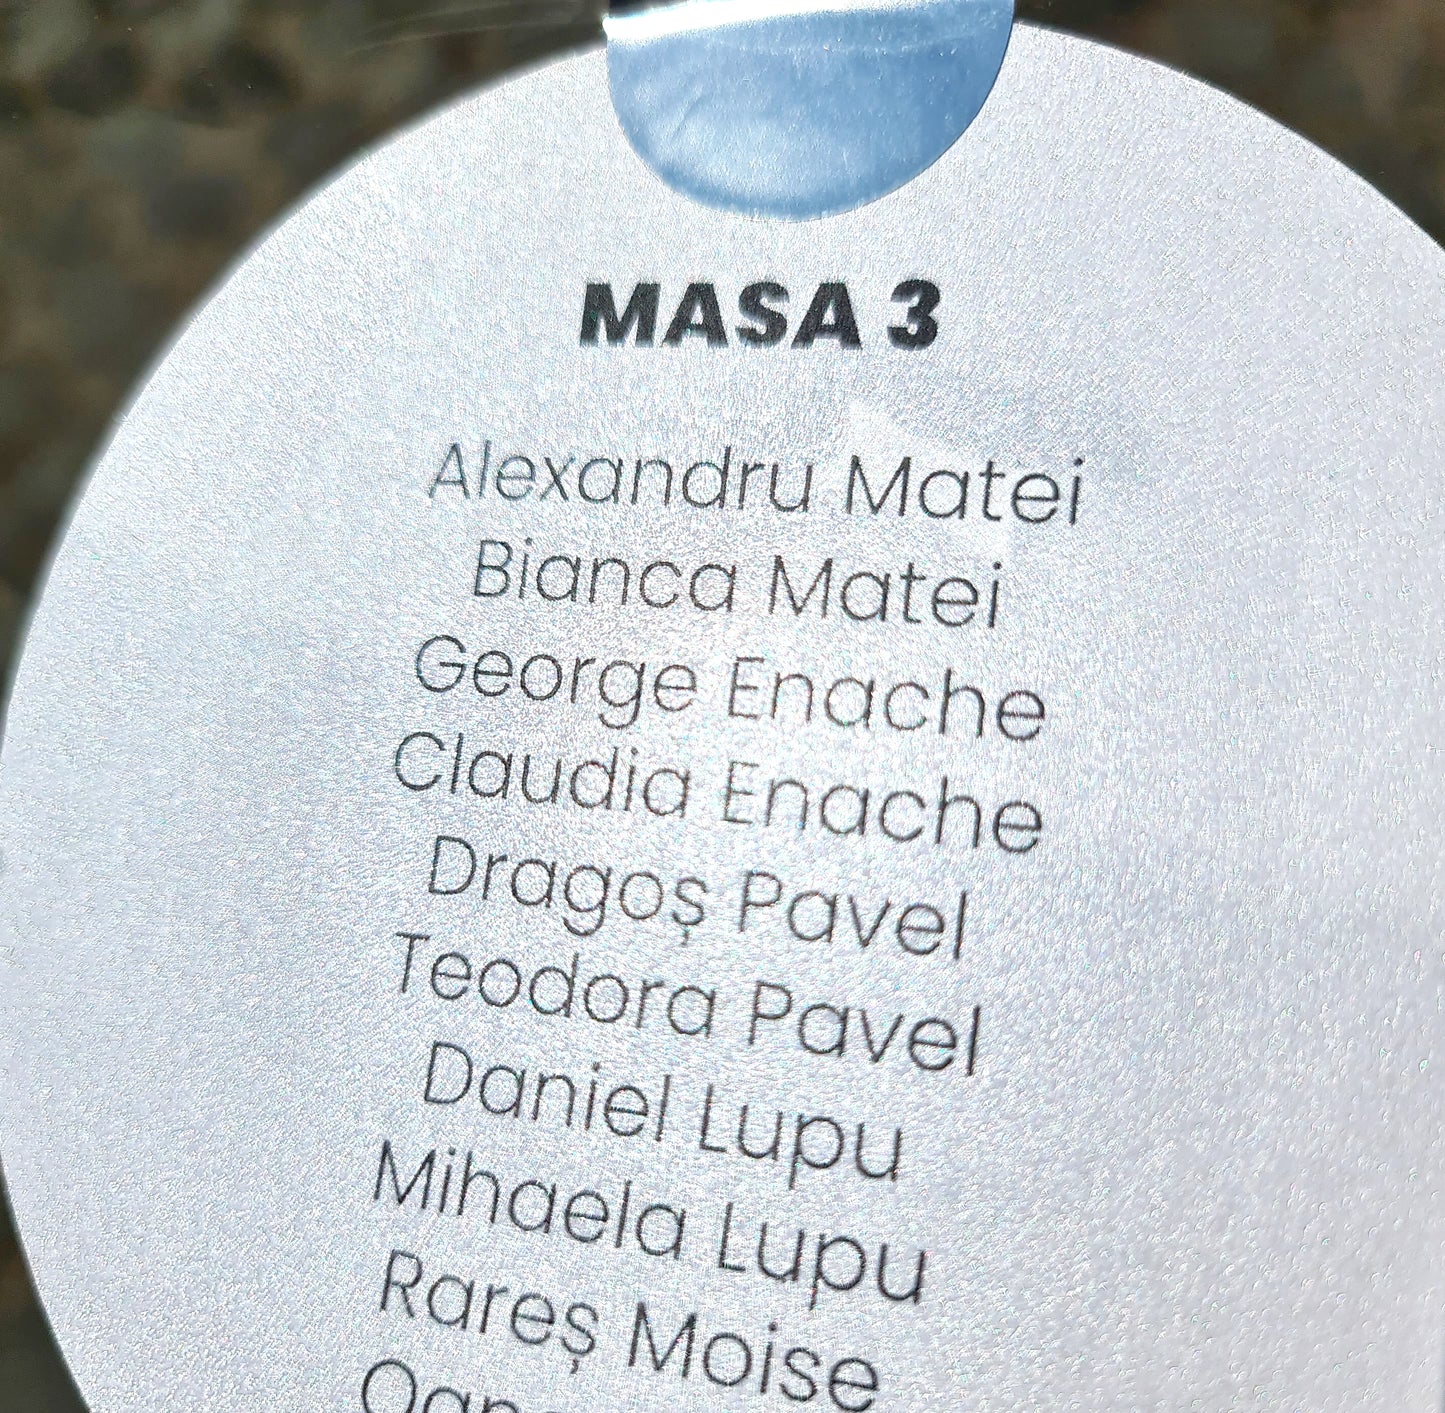 MASA 3
Alexandru Matei
Bianca Matei
George Enache
Claudia Enache
Dragoș Pavel
Teodora Pavel
Daniel Lupu
Mihaela Lupu
Rareș Moise